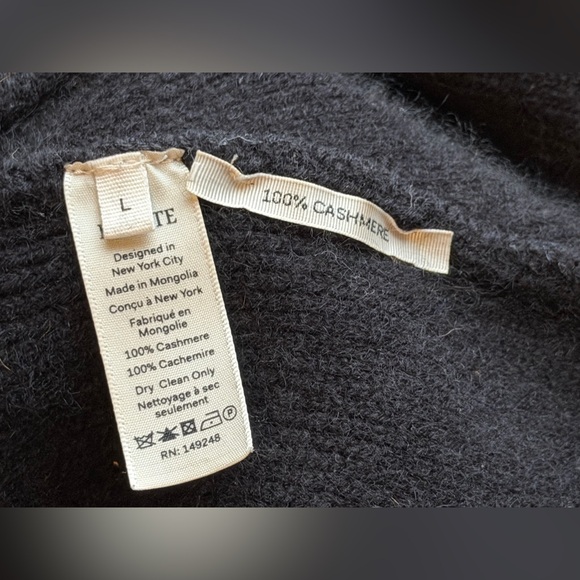 L
Designed in
New York City
Made in Mongolia
Conçu à New York
Fabriqué en
Mongolie
100% Cashmere
100% Cachemire
Dry Clean Only
Nettoyage à sec
seulement
P
RN: 149248
100% CASHMERE